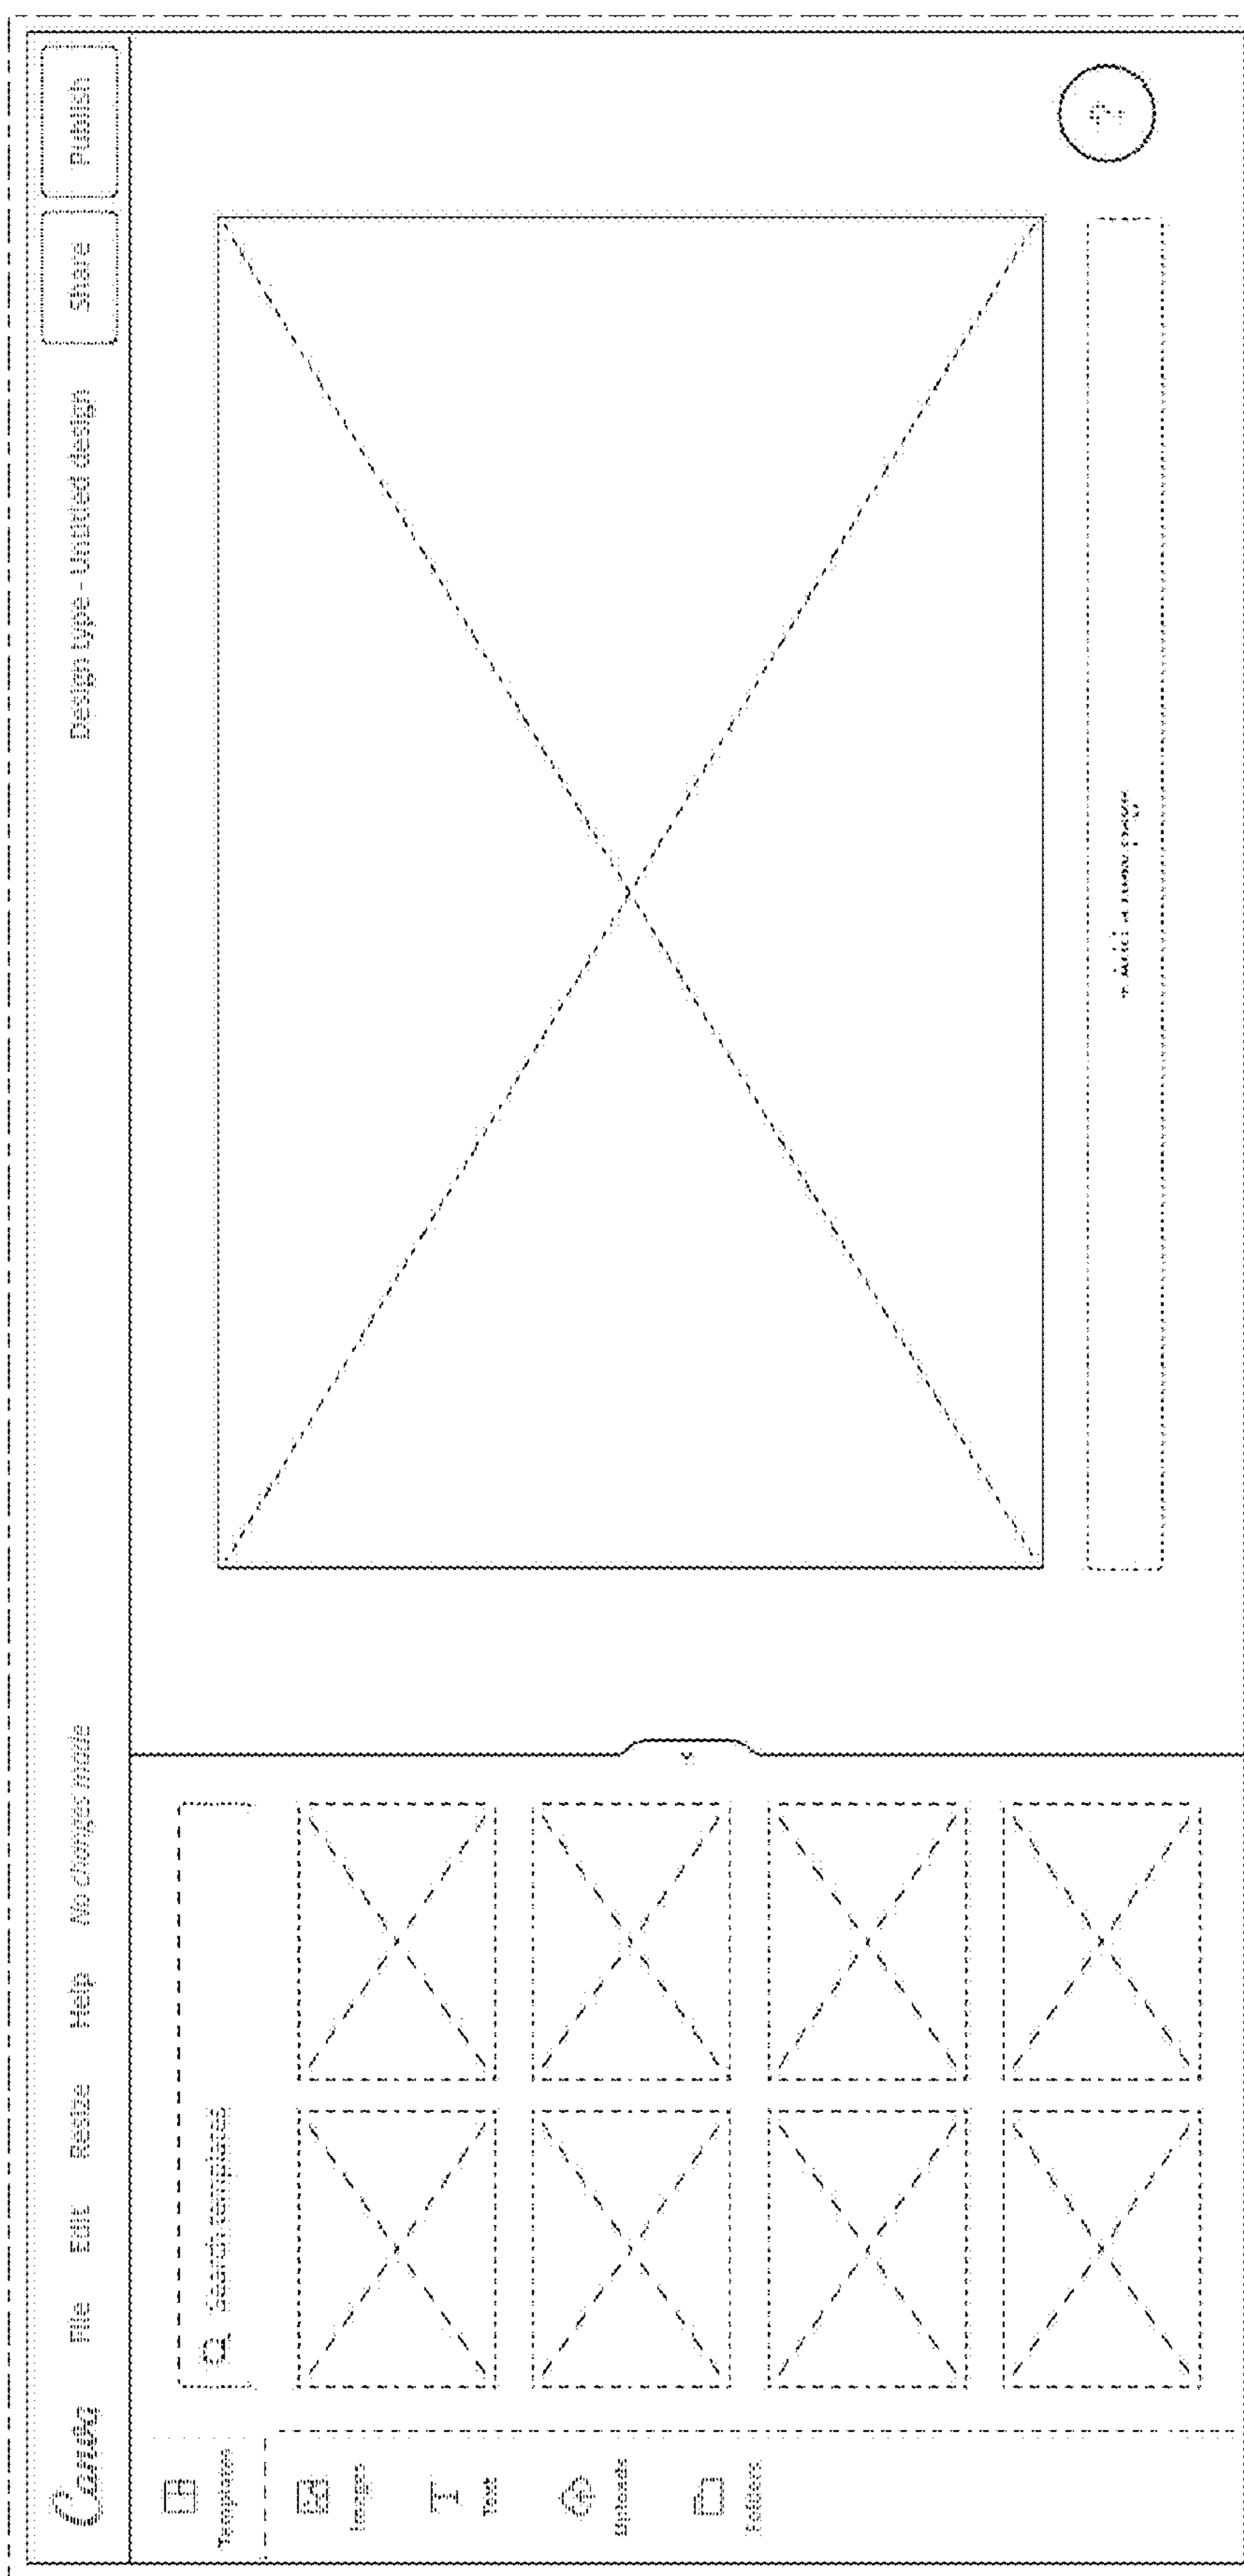 Canva File Edit Resize Help No changes made Design type - Untitled design Share Publish
Templates
Search templates
Images
Text
Uploads
Folders
+ Add a new page
?